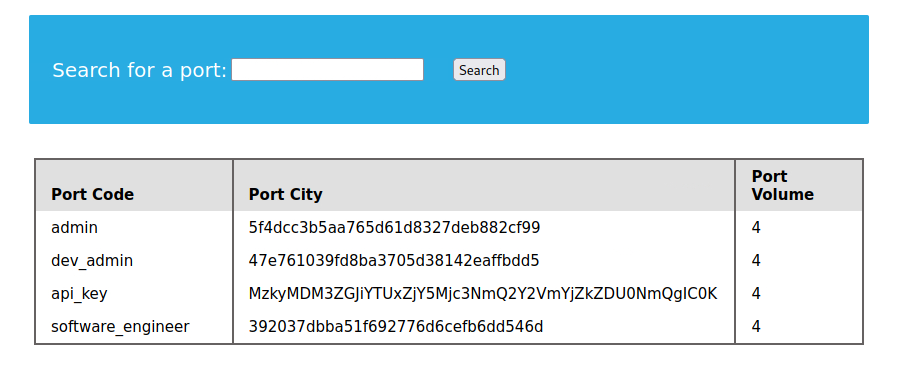 Search for a port:
Search
Port Code Port City Port Volume
admin 5f4dcc3b5aa765d61d8327deb882cf99 4
dev_admin 47e761039fd8ba3705d38142eaffbdd5 4
api_key MzkyMDM3ZGJiYTUxZjY5Mjc3NmQ2Y2VmYjZkZDU0NmQgIC0K 4
software_engineer 392037dbba51f692776d6cefb6dd546d 4